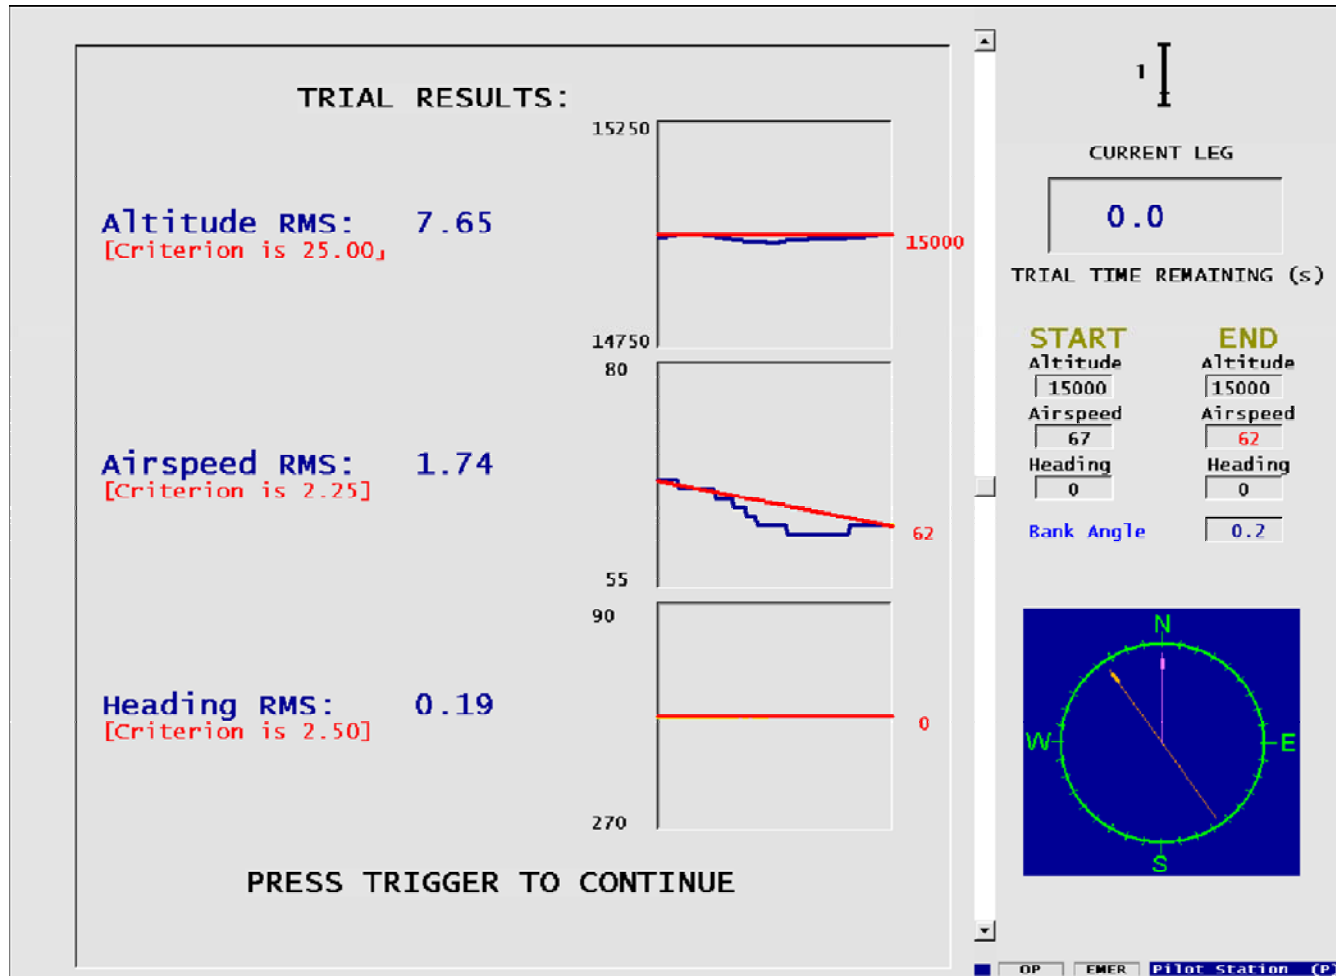 TRIAL RESULTS:
15250
Altitude RMS: 7.65
[Criterion is 25.00]
15000
14750
80
Airspeed RMS: 1.74
[Criterion is 2.25]
62
55
90
Heading RMS: 0.19
[Criterion is 2.50]
0
270
PRESS TRIGGER TO CONTINUE
1
CURRENT LEG
0.0
TRIAL TIME REMAINING (s)
START END
Altitude Altitude
15000 15000
Airspeed Airspeed
67 62
Heading Heading
0 0
Bank Angle 0.2
N
W E
S
OP EMER Pilot Station (P